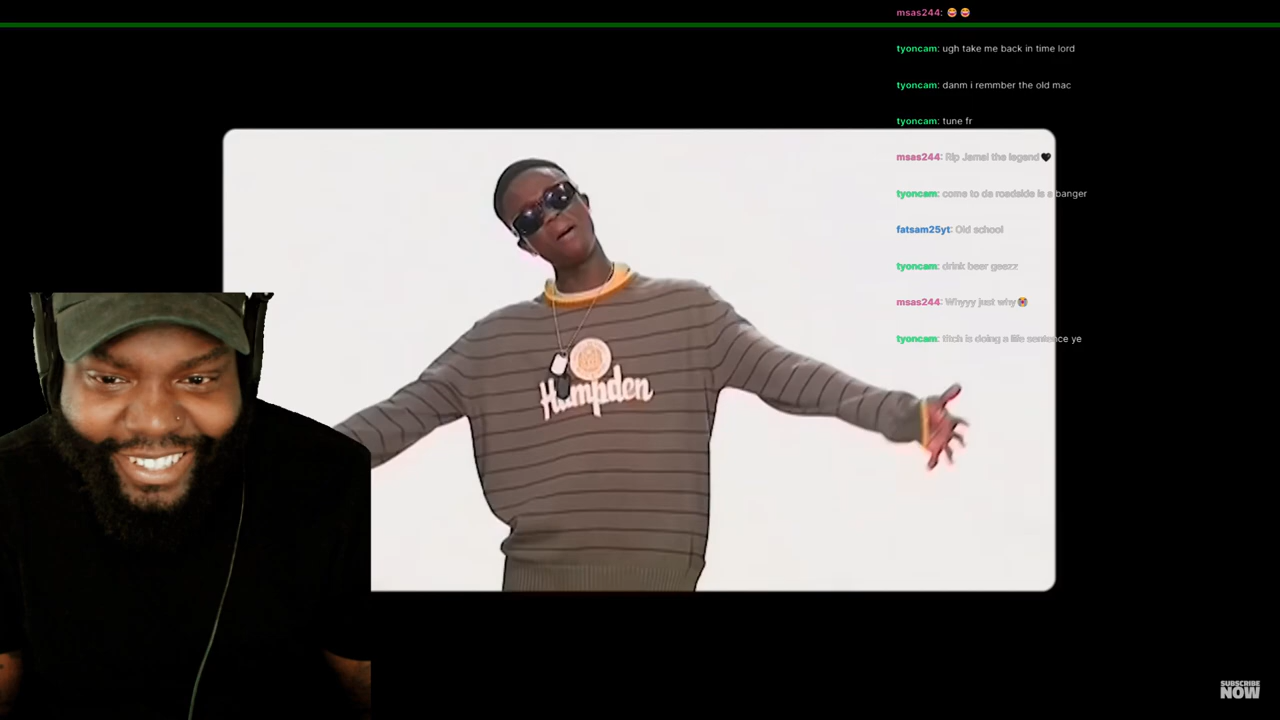 msas244: 😂 😂
tyoncam: ugh take me back in time lord
tyoncam: danm i remmber the old mac
tyoncam: tune fr
msas244: Rip Jamal the legend🖤
tyoncam: come to da roadside is a banger
fatsam25yt: Old school
tyoncam: drink beer geezz
msas244: Whyyy just why😭
tyoncam: titch is doing a life sentence ye
Hampden
SUBSCRIBE
NOW